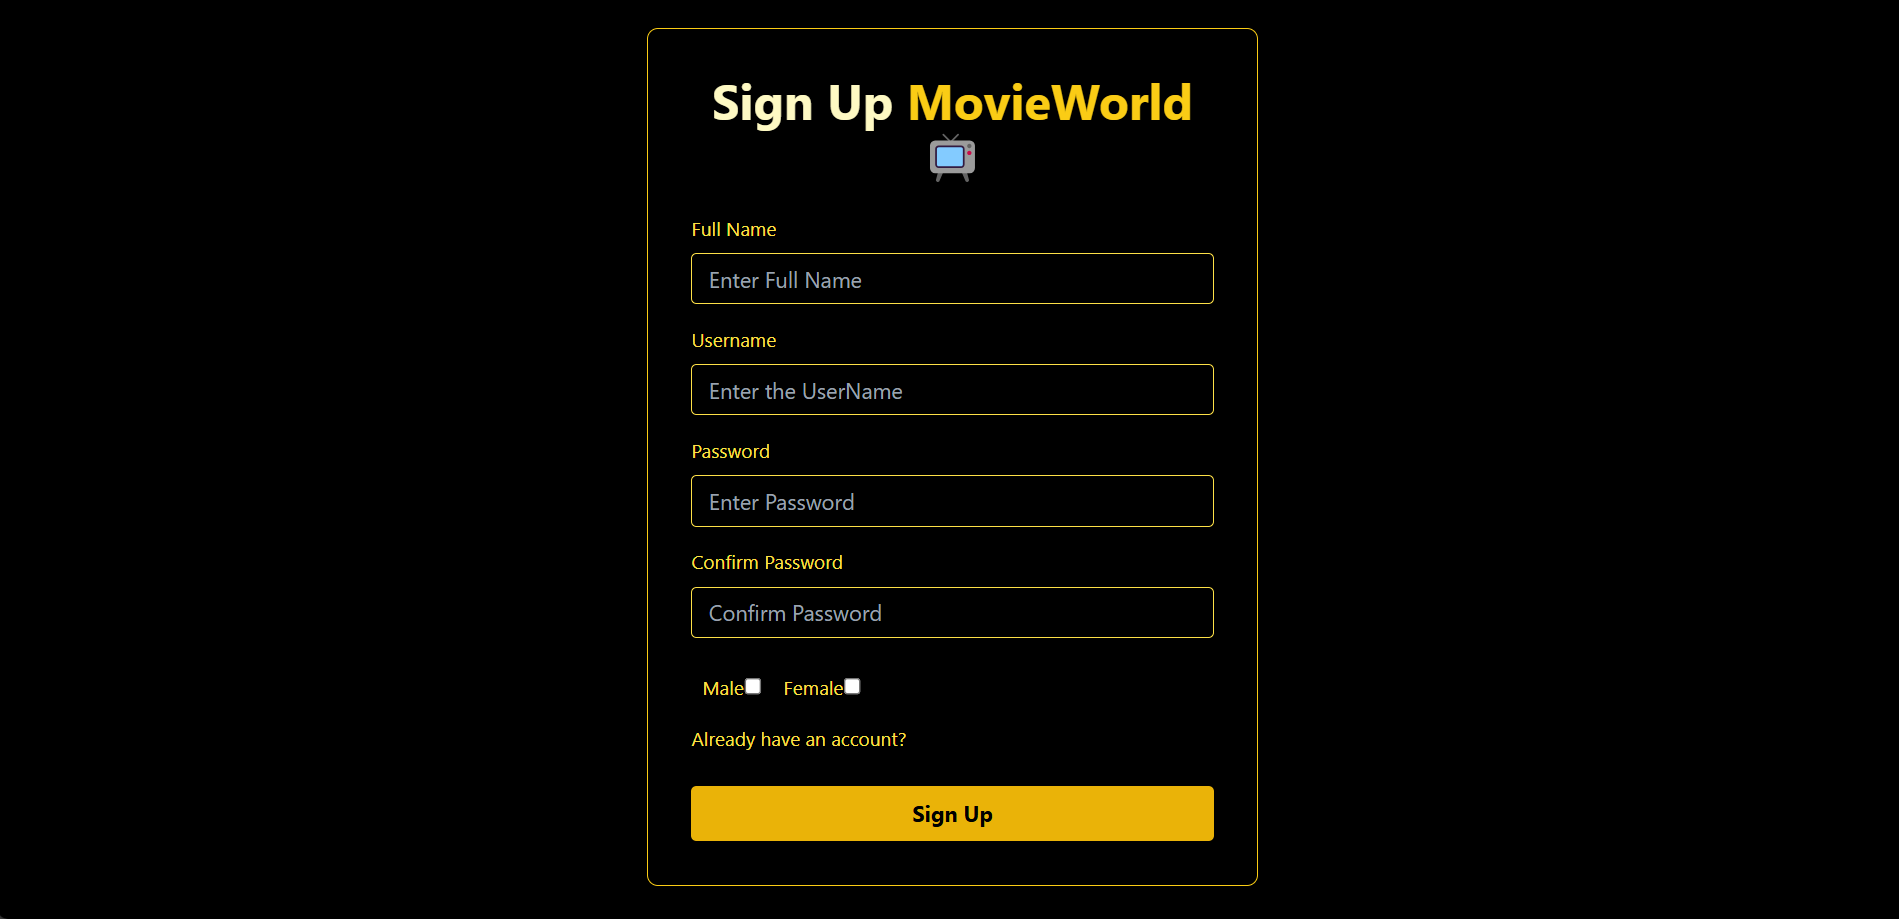 Sign Up MovieWorld
Full Name
Enter Full Name
Username
Enter the UserName
Password
Enter Password
Confirm Password
Confirm Password
Male Female
Already have an account?
Sign Up